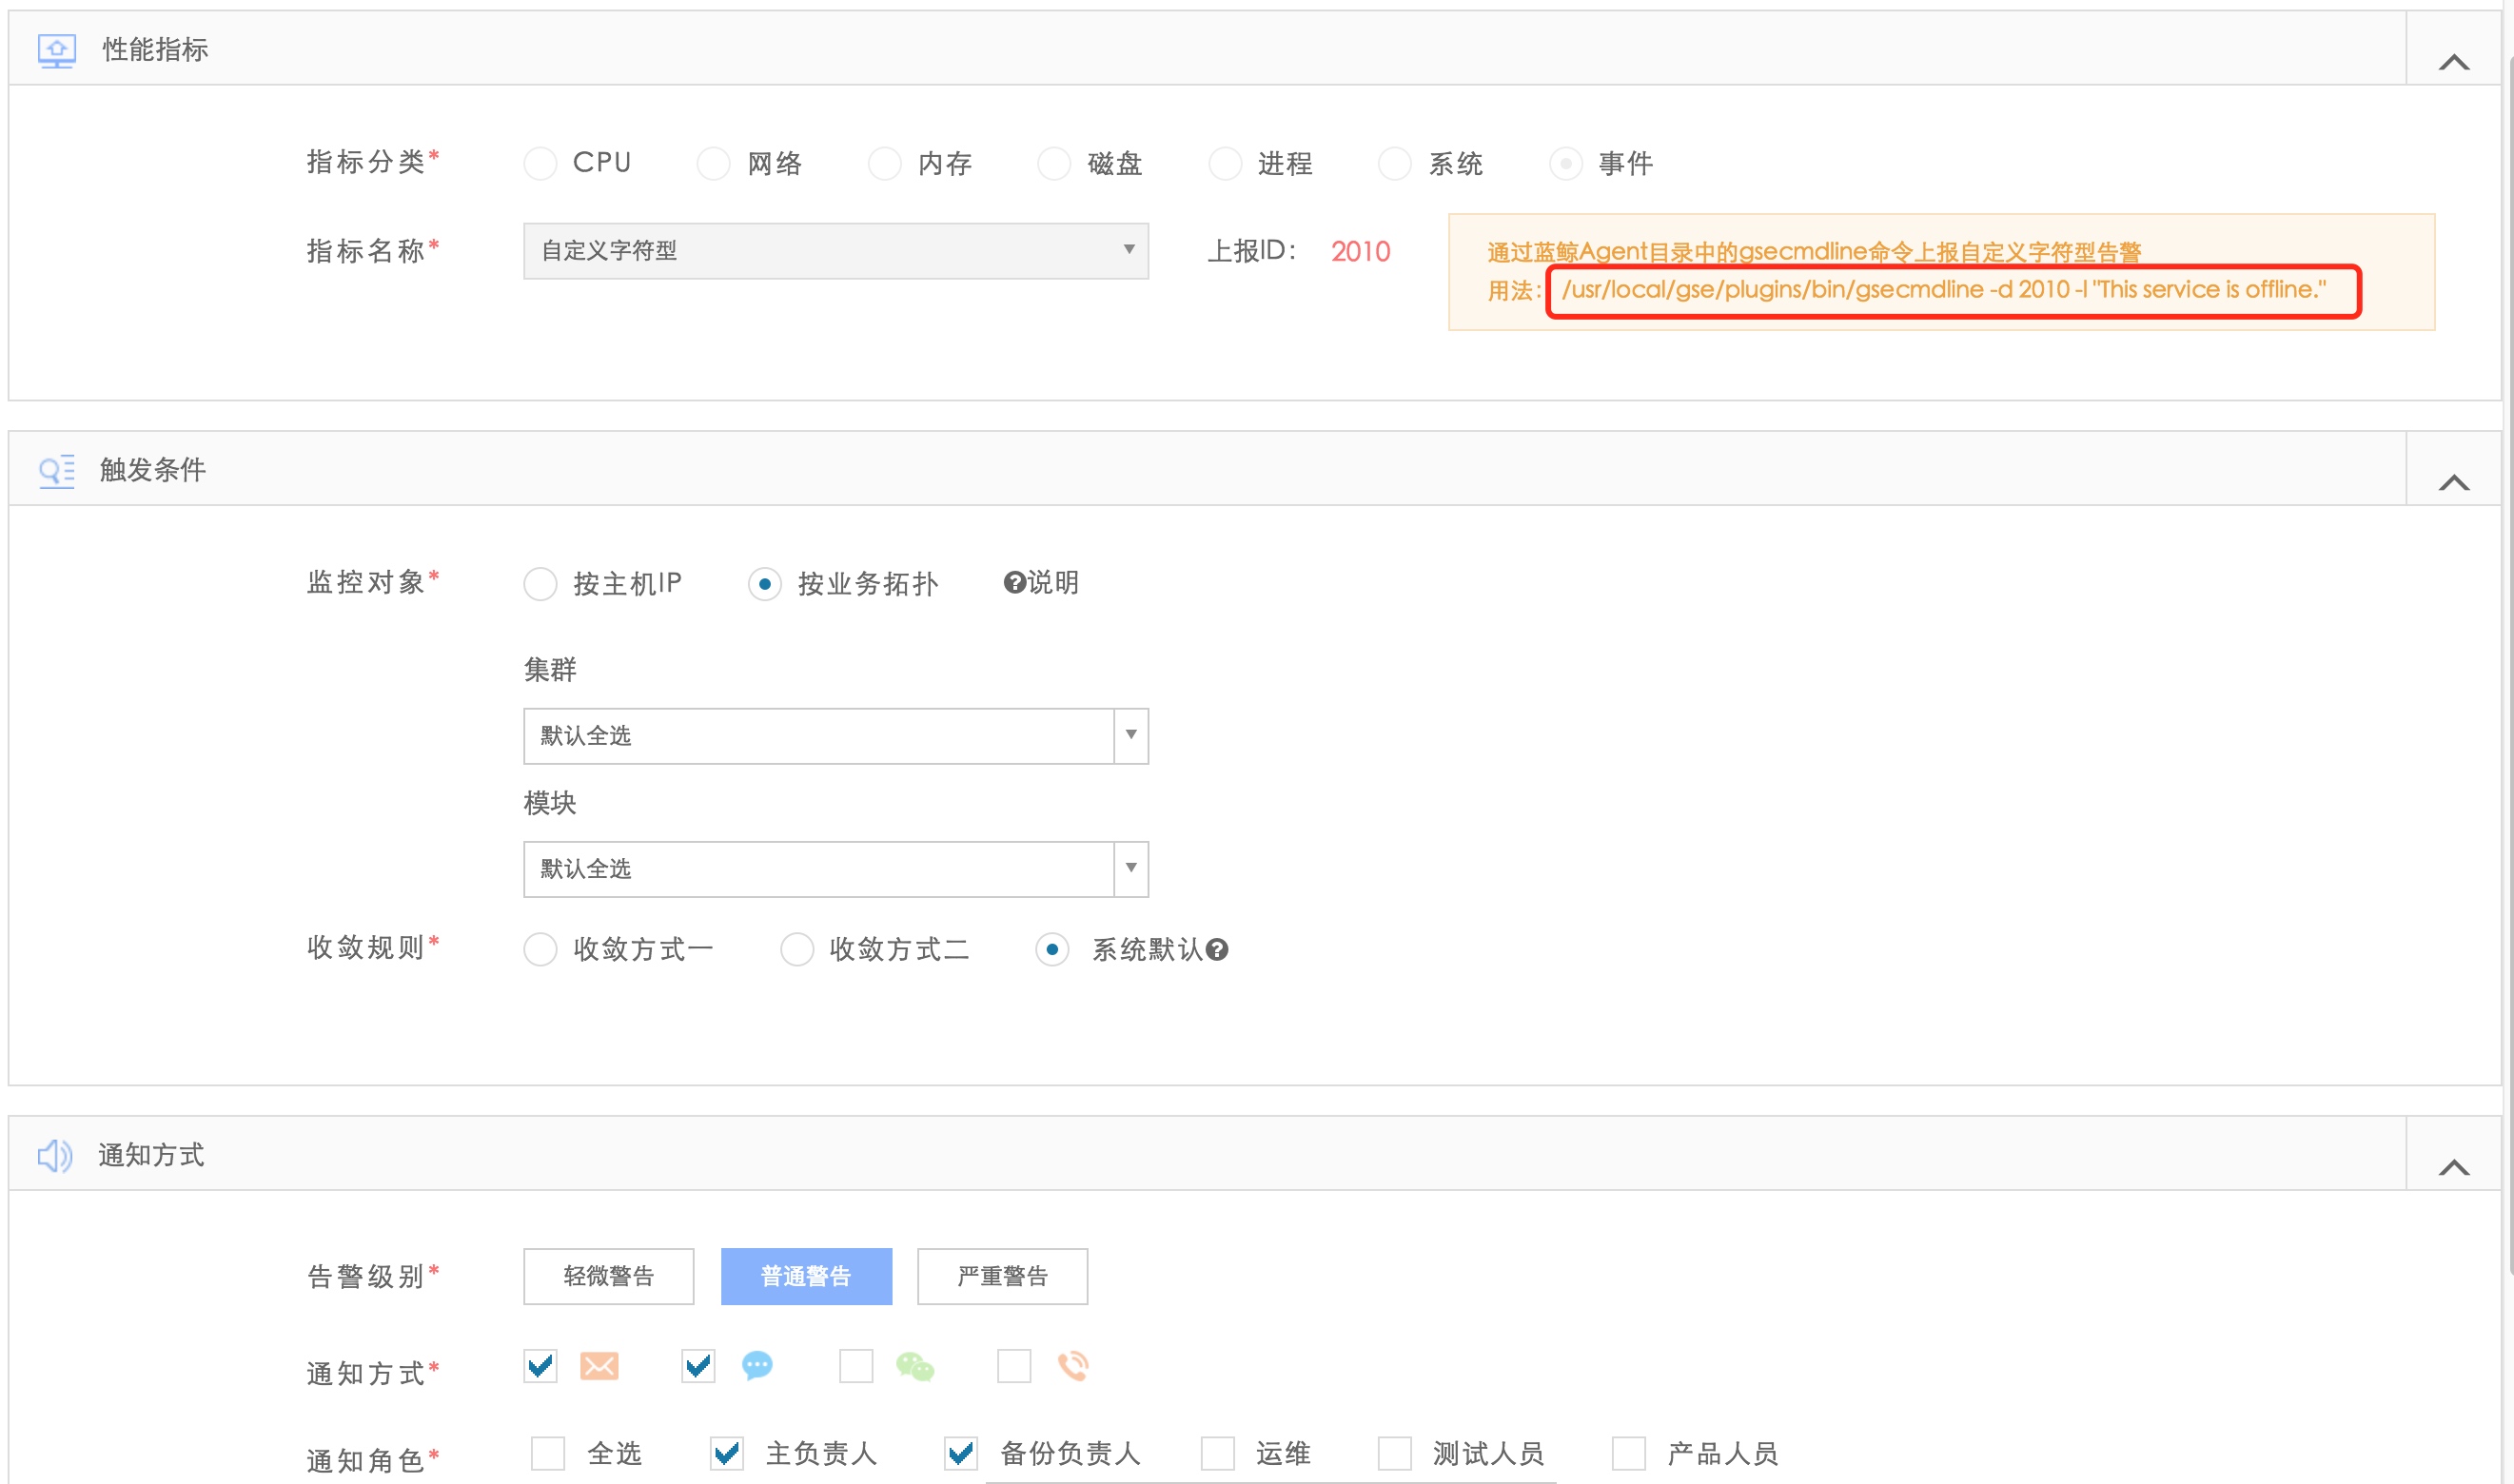 性能指标
指标分类* CPU 网络 内存 磁盘 进程 系统 事件
指标名称* 自定义字符型 上报ID： 2010
通过蓝鲸Agent目录中的gsecmdline命令上报自定义字符型告警
用法： /usr/local/gse/plugins/bin/gsecmdline -d 2010 -l "This service is offline."
触发条件
监控对象* 按主机IP 按业务拓扑 ?说明
集群
默认全选
模块
默认全选
收敛规则* 收敛方式一 收敛方式二 系统默认?
通知方式
告警级别* 轻微警告 普通警告 严重警告
通知方式*
通知角色* 全选 主负责人 备份负责人 运维 测试人员 产品人员